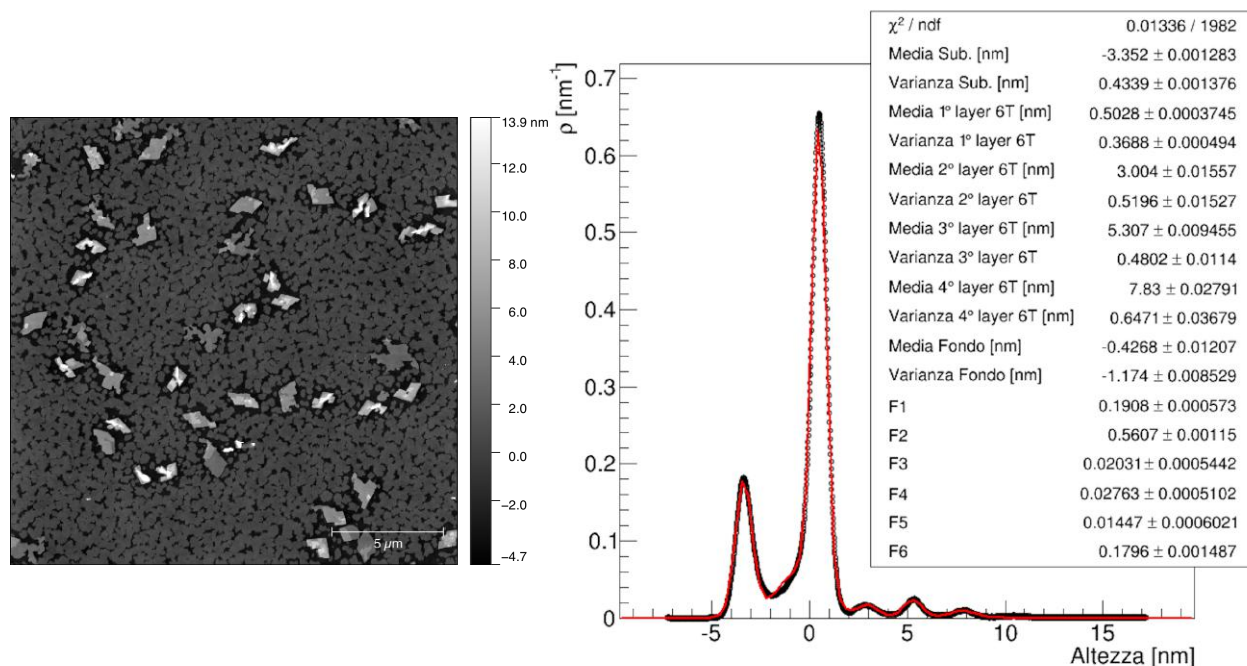 13.9 nm
12.0
10.0
8.0
6.0
4.0
2.0
0.0
−2.0
−4.7
5 µm
ρ [nm⁻¹]
0.7
0.6
0.5
0.4
0.3
0.2
0.1
0
-5
0
5
10
15
Altezza [nm]
χ² / ndf 0.01336 / 1982
Media Sub. [nm] -3.352 ± 0.001283
Varianza Sub. [nm] 0.4339 ± 0.001376
Media 1º layer 6T [nm] 0.5028 ± 0.0003745
Varianza 1º layer 6T 0.3688 ± 0.000494
Media 2º layer 6T [nm] 3.004 ± 0.01557
Varianza 2º layer 6T 0.5196 ± 0.01527
Media 3º layer 6T [nm] 5.307 ± 0.009455
Varianza 3º layer 6T 0.4802 ± 0.0114
Media 4º layer 6T [nm] 7.83 ± 0.02791
Varianza 4º layer 6T [nm] 0.6471 ± 0.03679
Media Fondo [nm] -0.4268 ± 0.01207
Varianza Fondo [nm] -1.174 ± 0.008529
F1 0.1908 ± 0.000573
F2 0.5607 ± 0.00115
F3 0.02031 ± 0.0005442
F4 0.02763 ± 0.0005102
F5 0.01447 ± 0.0006021
F6 0.1796 ± 0.001487